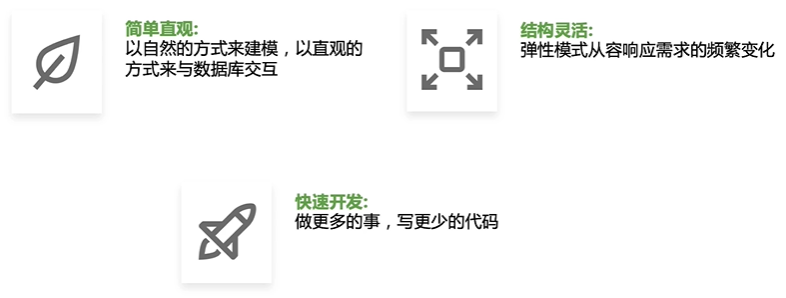 简单直观:
以自然的方式来建模，以直观的
方式来与数据库交互
结构灵活:
弹性模式从容响应需求的频繁变化
快速开发:
做更多的事，写更少的代码